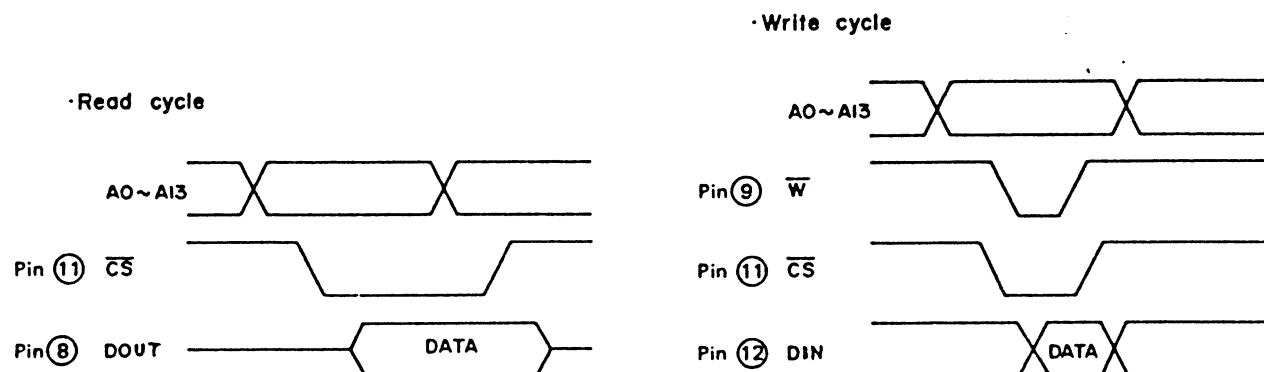 ·Read cycle
A0~A13
Pin ⑪ C̅S̅
Pin ⑧ DOUT DATA
·Write cycle
A0~A13
Pin ⑨ W̅
Pin ⑪ C̅S̅
Pin ⑫ DIN DATA